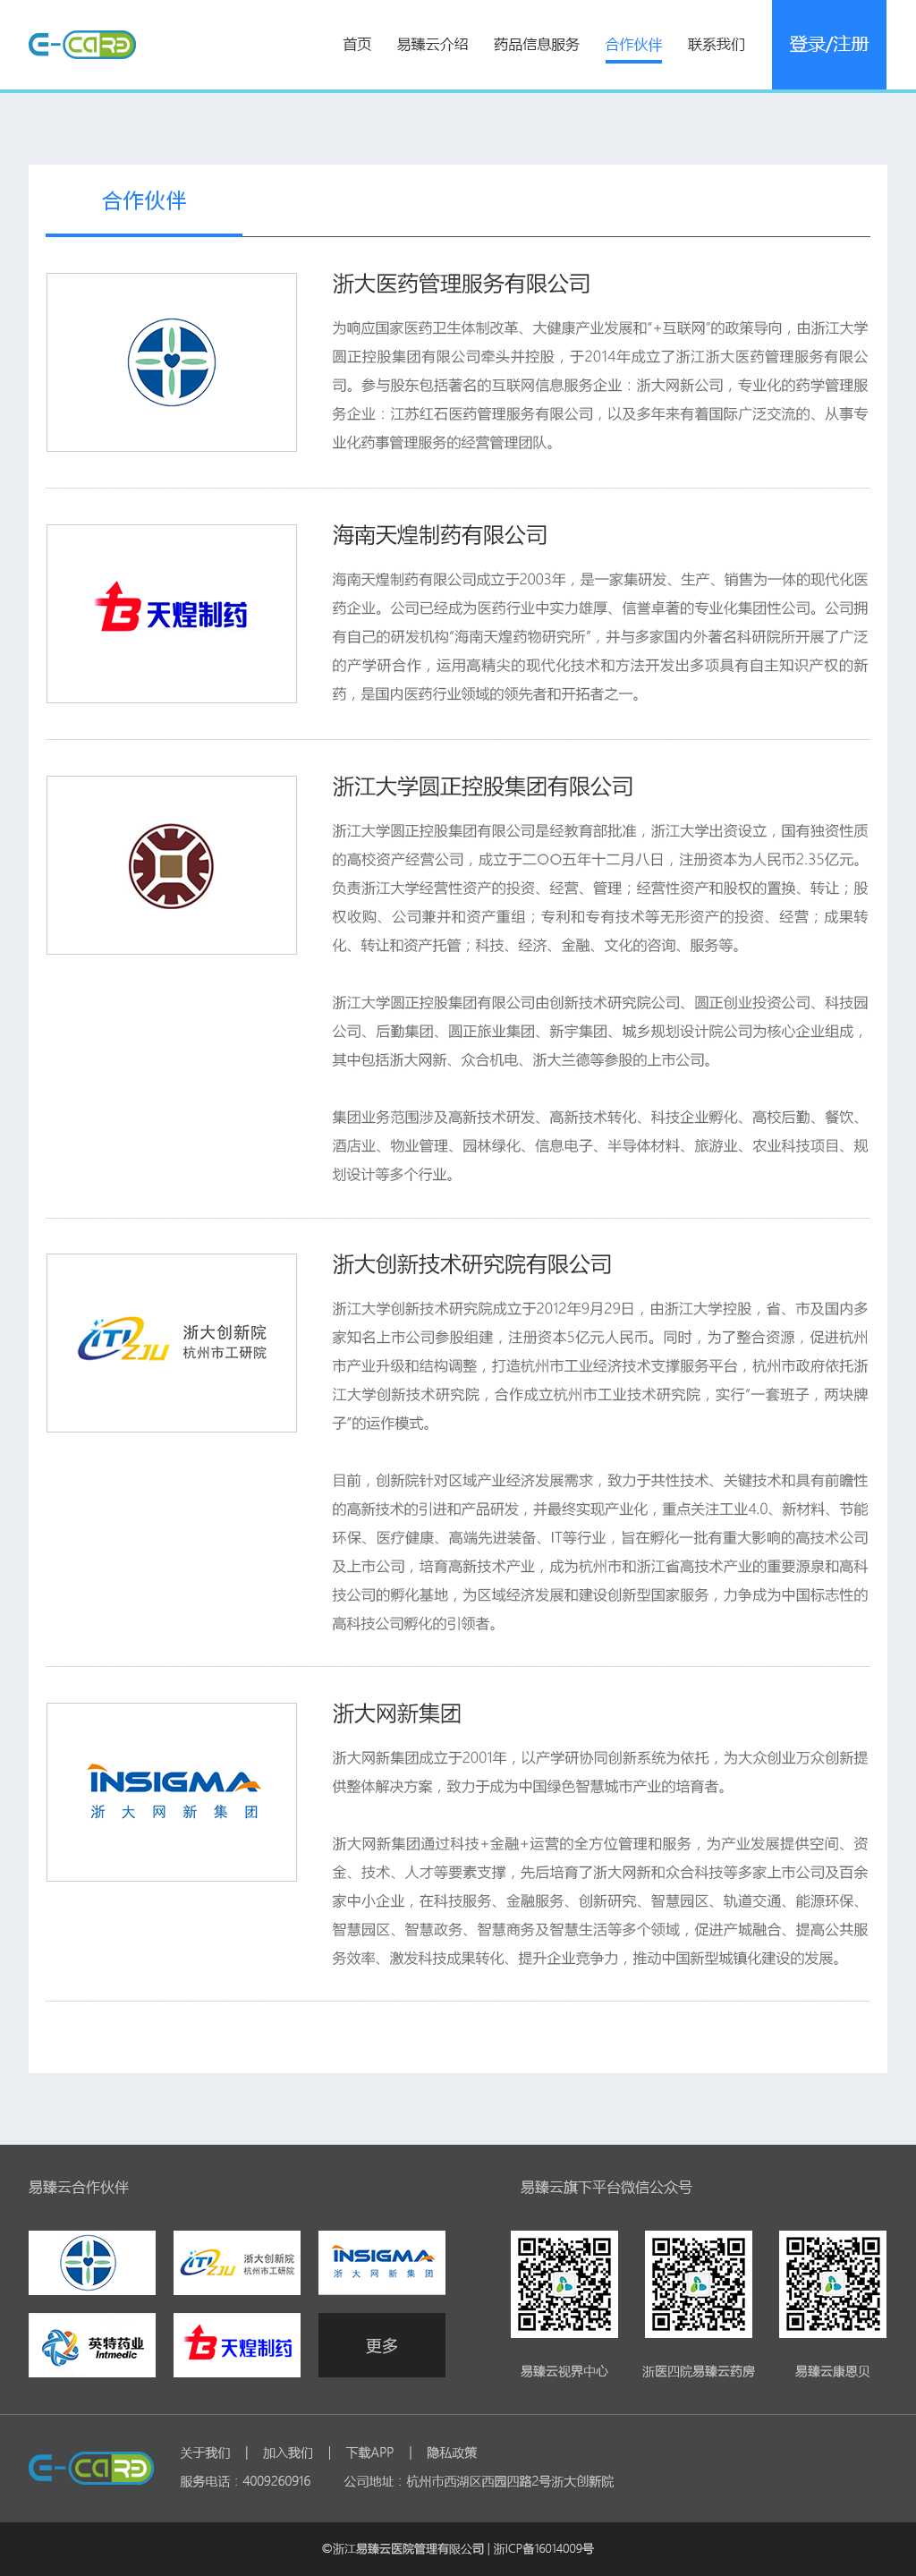 e-caRD
首页 易臻云介绍 药品信息服务 合作伙伴 联系我们 登录/注册
合作伙伴
浙大医药管理服务有限公司
为响应国家医药卫生体制改革、大健康产业发展和“+互联网”的政策导向，由浙江大学
圆正控股集团有限公司牵头并控股，于2014年成立了浙江浙大医药管理服务有限公
司。参与股东包括著名的互联网信息服务企业：浙大网新公司，专业化的药学管理服
务企业：江苏红石医药管理服务有限公司，以及多年来有着国际广泛交流的、从事专
业化药事管理服务的经营管理团队。
天煌制药
海南天煌制药有限公司
海南天煌制药有限公司成立于2003年，是一家集研发、生产、销售为一体的现代化医
药企业。公司已经成为医药行业中实力雄厚、信誉卓著的专业化集团性公司。公司拥
有自己的研发机构“海南天煌药物研究所”，并与多家国内外著名科研院所开展了广泛
的产学研合作，运用高精尖的现代化技术和方法开发出多项具有自主知识产权的新
药，是国内医药行业领域的领先者和开拓者之一。
浙江大学圆正控股集团有限公司
浙江大学圆正控股集团有限公司是经教育部批准，浙江大学出资设立，国有独资性质
的高校资产经营公司，成立于二〇〇五年十二月八日，注册资本为人民币2.35亿元。
负责浙江大学经营性资产的投资、经营、管理；经营性资产和股权的置换、转让；股
权收购、公司兼并和资产重组；专利和专有技术等无形资产的投资、经营；成果转
化、转让和资产托管；科技、经济、金融、文化的咨询、服务等。
浙江大学圆正控股集团有限公司由创新技术研究院公司、圆正创业投资公司、科技园
公司、后勤集团、圆正旅业集团、新宇集团、城乡规划设计院公司为核心企业组成，
其中包括浙大网新、众合机电、浙大兰德等参股的上市公司。
集团业务范围涉及高新技术研发、高新技术转化、科技企业孵化、高校后勤、餐饮、
酒店业、物业管理、园林绿化、信息电子、半导体材料、旅游业、农业科技项目、规
划设计等多个行业。
ITI ZJU 浙大创新院
杭州市工研院
浙大创新技术研究院有限公司
浙江大学创新技术研究院成立于2012年9月29日，由浙江大学控股，省、市及国内多
家知名上市公司参股组建，注册资本5亿元人民币。同时，为了整合资源，促进杭州
市产业升级和结构调整，打造杭州市工业经济技术支撑服务平台，杭州市政府依托浙
江大学创新技术研究院，合作成立杭州市工业技术研究院，实行“一套班子，两块牌
子”的运作模式。
目前，创新院针对区域产业经济发展需求，致力于共性技术、关键技术和具有前瞻性
的高新技术的引进和产品研发，并最终实现产业化，重点关注工业4.0、新材料、节能
环保、医疗健康、高端先进装备、IT等行业，旨在孵化一批有重大影响的高技术公司
及上市公司，培育高新技术产业，成为杭州市和浙江省高技术产业的重要源泉和高科
技公司的孵化基地，为区域经济发展和建设创新型国家服务，力争成为中国标志性的
高科技公司孵化的引领者。
INSIGMA
浙大网新集团
浙大网新集团
浙大网新集团成立于2001年，以产学研协同创新系统为依托，为大众创业万众创新提
供整体解决方案，致力于成为中国绿色智慧城市产业的培育者。
浙大网新集团通过科技+金融+运营的全方位管理和服务，为产业发展提供空间、资
金、技术、人才等要素支撑，先后培育了浙大网新和众合科技等多家上市公司及百余
家中小企业，在科技服务、金融服务、创新研究、智慧园区、轨道交通、能源环保、
智慧园区、智慧政务、智慧商务及智慧生活等多个领域，促进产城融合、提高公共服
务效率、激发科技成果转化、提升企业竞争力，推动中国新型城镇化建设的发展。
易臻云合作伙伴 易臻云旗下平台微信公众号
ITI ZJU 浙大创新院
杭州市工研院
INSIGMA
浙大网新集团
英特药业
Intmedic
天煌制药
更多
易臻云视界中心 浙医四院易臻云药房 易臻云康恩贝
e-caRD
关于我们 | 加入我们 | 下载APP | 隐私政策
服务电话：4009260916 公司地址：杭州市西湖区西园四路2号浙大创新院
©浙江易臻云医院管理有限公司 | 浙ICP备16014009号